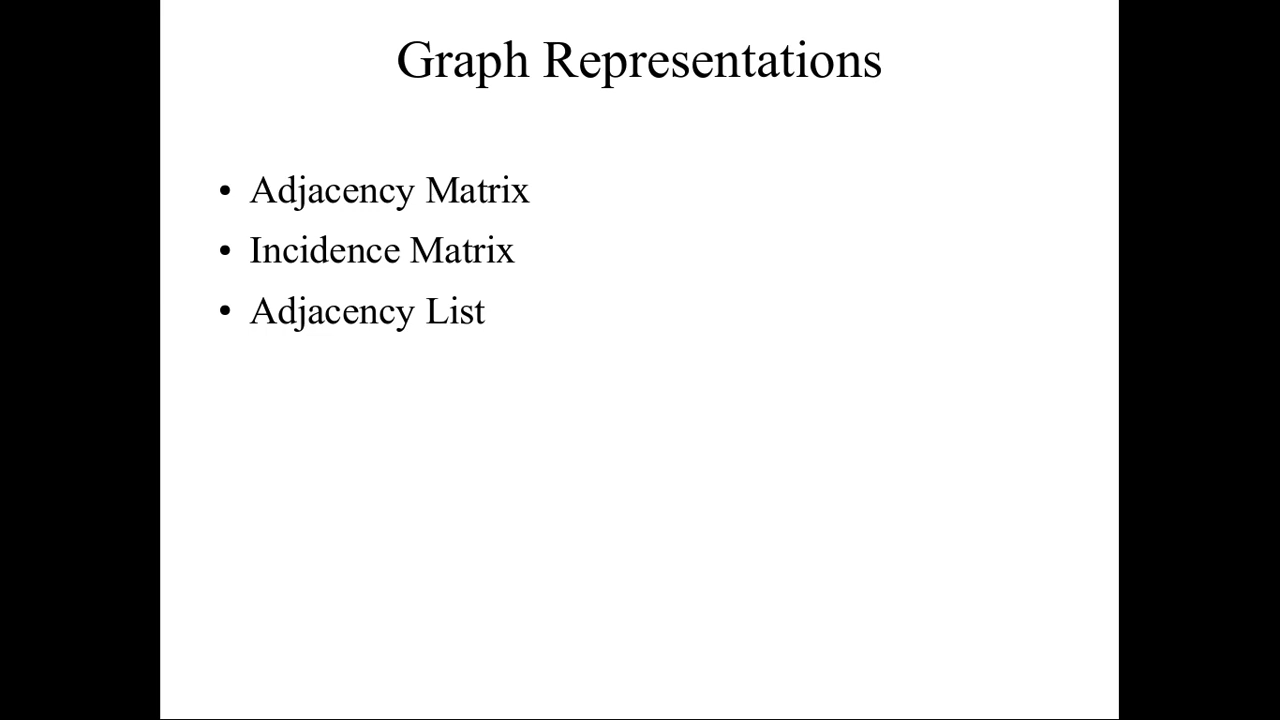 Graph Representations
• Adjacency Matrix
• Incidence Matrix
• Adjacency List